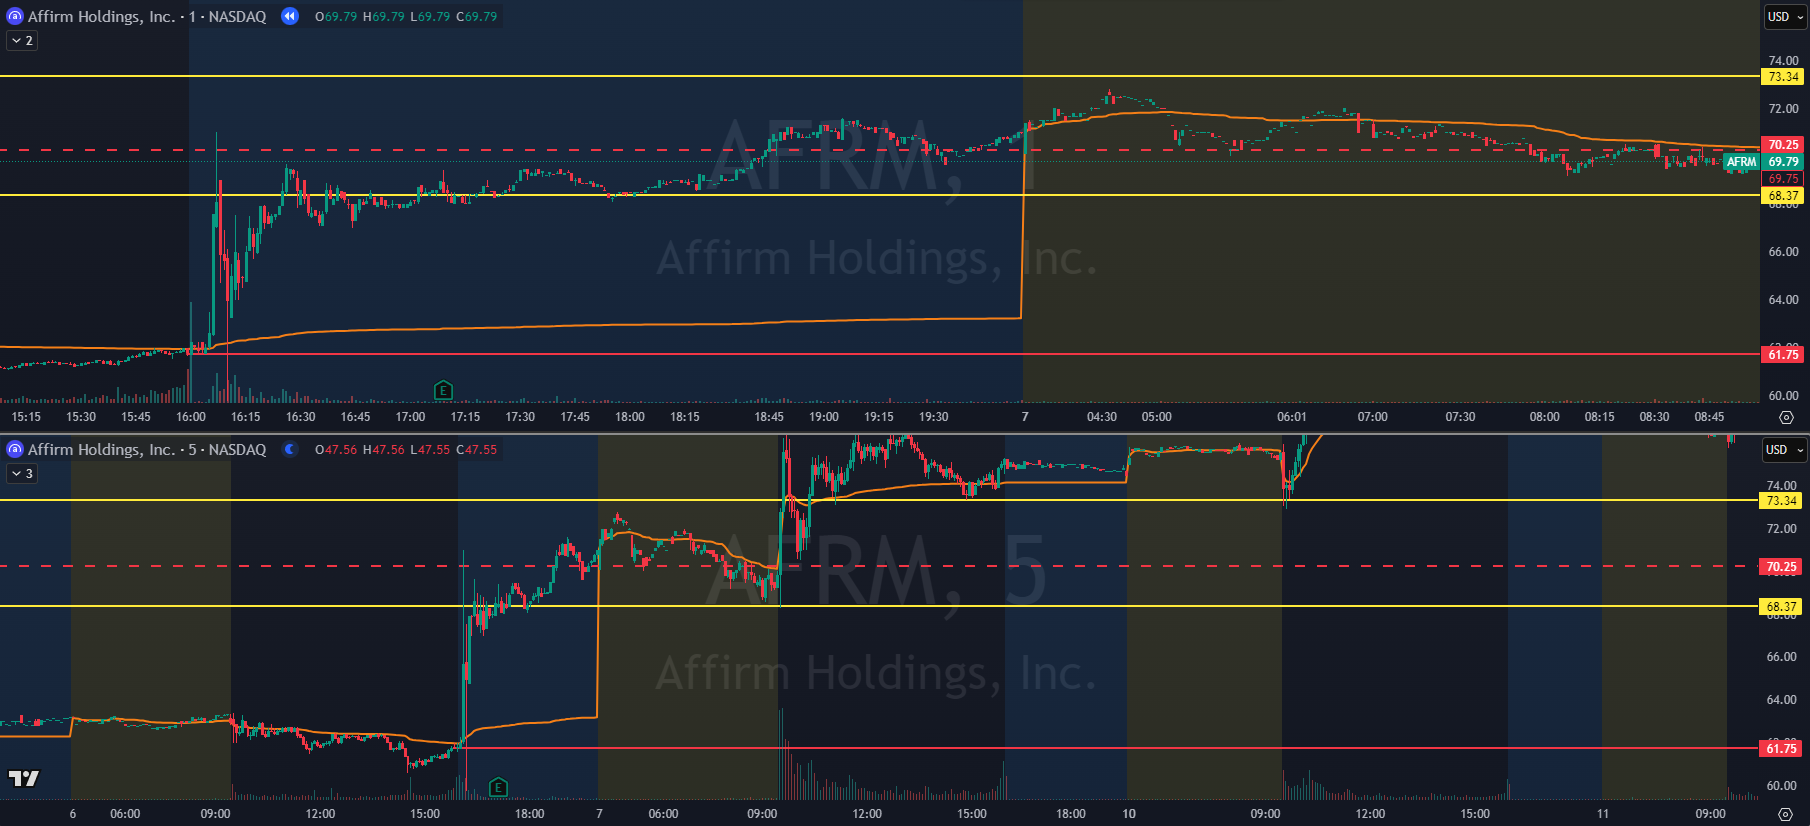 Affirm Holdings, Inc. · 1 · NASDAQ O69.79 H69.79 L69.79 C69.79
2
USD
AFRM, 1
Affirm Holdings, Inc.
74.00
73.34
72.00
70.25
AFRM 69.79
69.75
68.37
68.00
66.00
64.00
61.75
60.00
E
15:15 15:30 15:45 16:00 16:15 16:30 16:45 17:00 17:15 17:30 17:45 18:00 18:15 18:45 19:00 19:15 19:30 7 04:30 05:00 06:01 07:00 07:30 08:00 08:15 08:30 08:45
Affirm Holdings, Inc. · 5 · NASDAQ O47.56 H47.56 L47.55 C47.55
3
USD
AFRM, 5
Affirm Holdings, Inc.
74.00
73.34
72.00
70.25
68.37
68.00
66.00
64.00
61.75
60.00
E
6 06:00 09:00 12:00 15:00 18:00 7 06:00 09:00 12:00 15:00 18:00 10 09:00 12:00 15:00 11 09:00